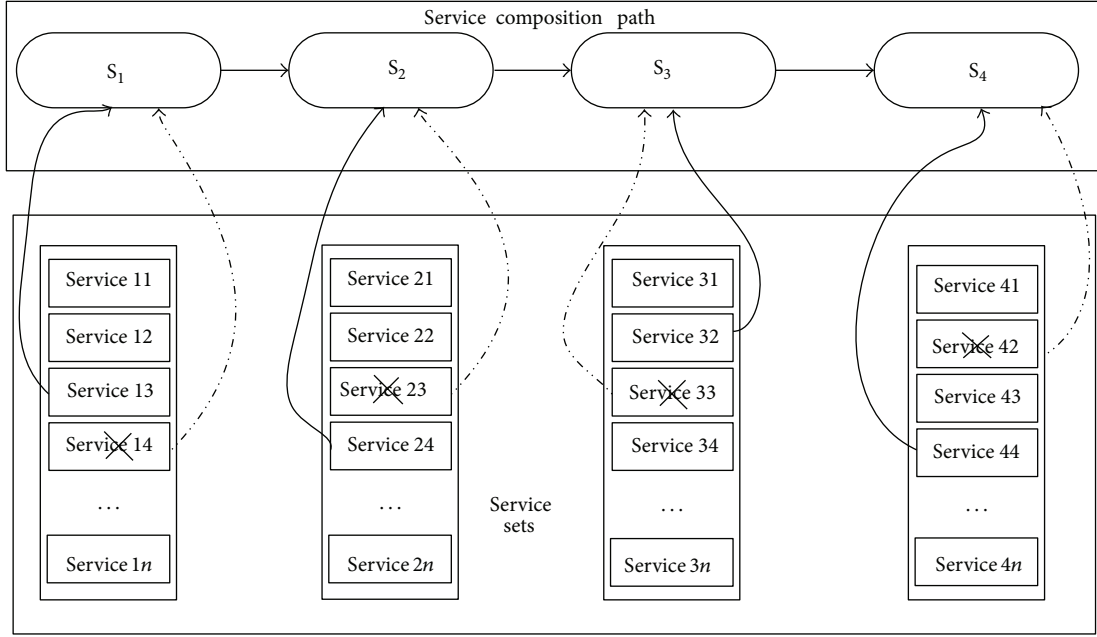 Service composition path
S1
S2
S3
S4
Service 11
Service 12
Service 13
Service 14
...
Service 1n
Service 21
Service 22
Service 23
Service 24
...
Service 2n
Service
sets
Service 31
Service 32
Service 33
Service 34
...
Service 3n
Service 41
Service 42
Service 43
Service 44
...
Service 4n